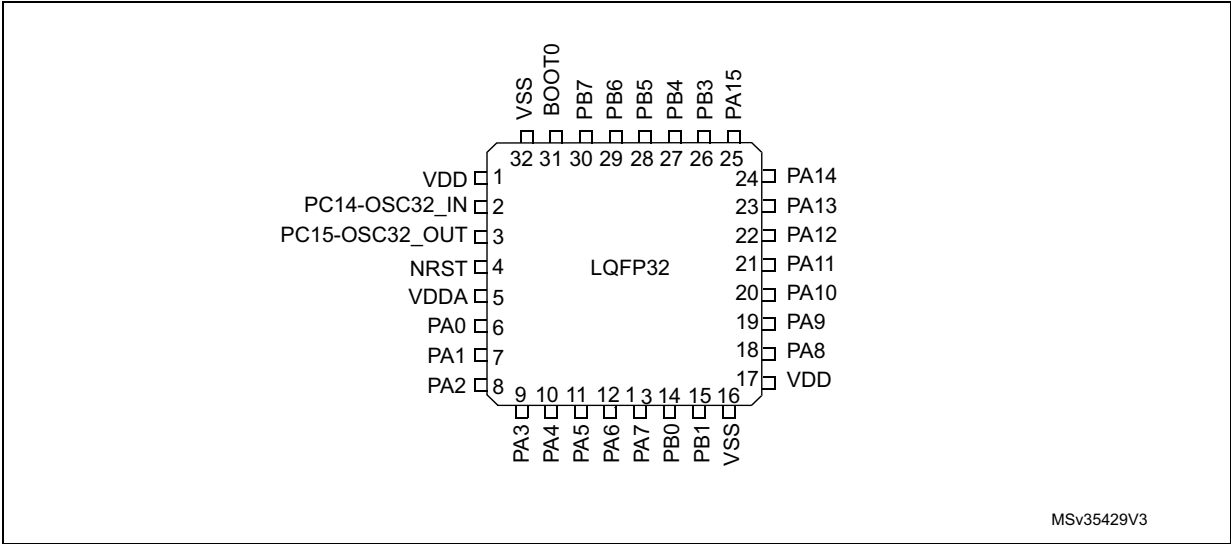 VSS
BOOT0
PB7
PB6
PB5
PB4
PB3
PA15
32 31 30 29 28 27 26 25
VDD 1
PC14-OSC32_IN 2
PC15-OSC32_OUT 3
NRST 4
VDDA 5
PA0 6
PA1 7
PA2 8
LQFP32
24 PA14
23 PA13
22 PA12
21 PA11
20 PA10
19 PA9
18 PA8
17 VDD
9 10 11 12 1 3 14 15 16
PA3
PA4
PA5
PA6
PA7
PB0
PB1
VSS
MSv35429V3